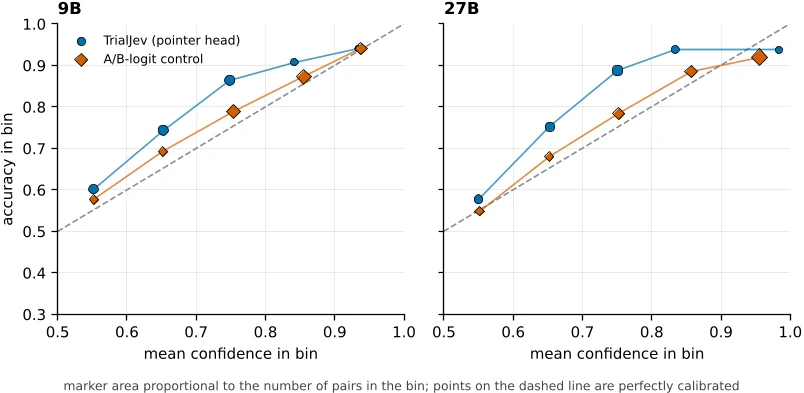 9B
27B
TrialJev (pointer head)
A/B-logit control
accuracy in bin
1.0
0.9
0.8
0.7
0.6
0.5
0.4
0.3
0.5 0.6 0.7 0.8 0.9 1.0
0.5 0.6 0.7 0.8 0.9 1.0
mean confidence in bin
mean confidence in bin
marker area proportional to the number of pairs in the bin; points on the dashed line are perfectly calibrated